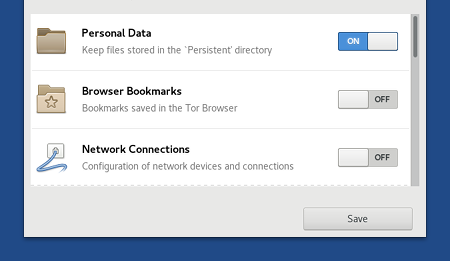 Personal Data
Keep files stored in the `Persistent' directory
ON
Browser Bookmarks
Bookmarks saved in the Tor Browser
OFF
Network Connections
Configuration of network devices and connections
OFF
Save